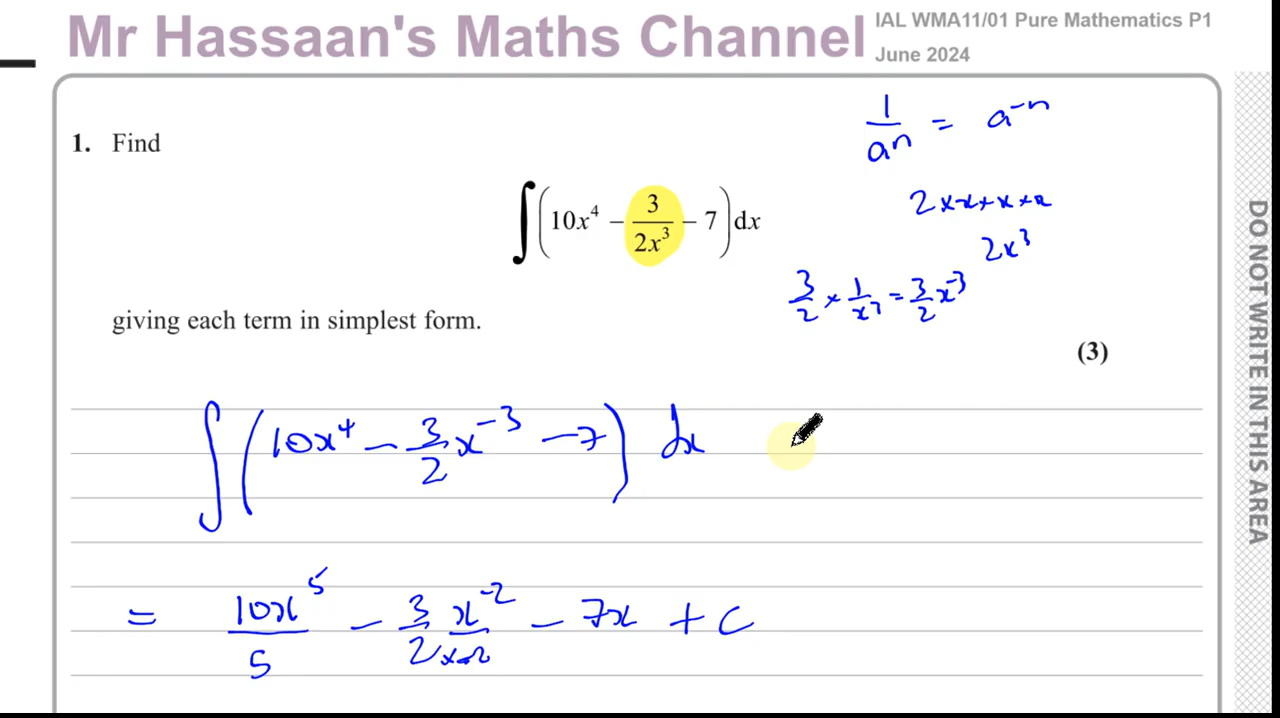 Mr Hassaan's Maths Channel
IAL WMA11/01 Pure Mathematics P1
June 2024
1. Find
∫(10x⁴ − 3/(2x³) − 7) dx
1/aⁿ = a⁻ⁿ
2x³
3/2 × 1/x³ = 3/2 x⁻³
giving each term in simplest form.
(3)
∫(10x⁴ − 3/2 x⁻³ − 7) dx
= 10x⁵/5 − 3/2 x⁻²/×-2 − 7x + c
DO NOT WRITE IN THIS AREA